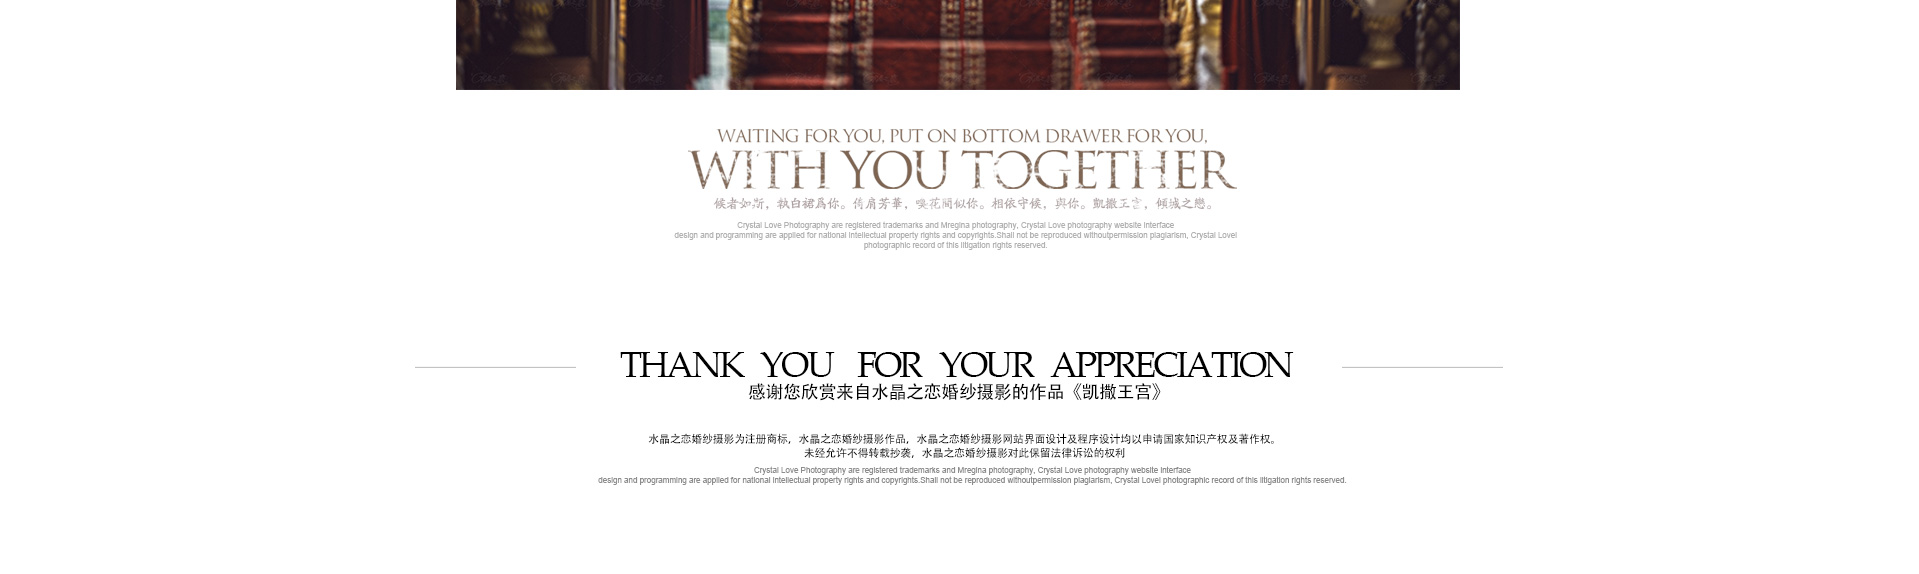 WAITING FOR YOU, PUT ON BOTTOM DRAWER FOR YOU,
WITH YOU TOGETHER
候者如斯，執白裙爲你。倚肩芳華，喚花間似你。相依守候，與你。凱撒王宫，傾城之戀。
Crystal Love Photography are registered trademarks and Mregina photography, Crystal Love photography website interface
design and programming are applied for national intellectual property rights and copyrights.Shall not be reproduced withoutpermission plagiarism, Crystal Lovel
photographic record of this litigation rights reserved.
THANK YOU FOR YOUR APPRECIATION
感谢您欣赏来自水晶之恋婚纱摄影的作品《凯撒王宫》
水晶之恋婚纱摄影为注册商标，水晶之恋婚纱摄影作品，水晶之恋婚纱摄影网站界面设计及程序设计均以申请国家知识产权及著作权。
未经允许不得转载抄袭，水晶之恋婚纱摄影对此保留法律诉讼的权利
Crystal Love Photography are registered trademarks and Mregina photography, Crystal Love photography website interface
design and programming are applied for national intellectual property rights and copyrights.Shall not be reproduced withoutpermission plagiarism, Crystal Lovel photographic record of this litigation rights reserved.